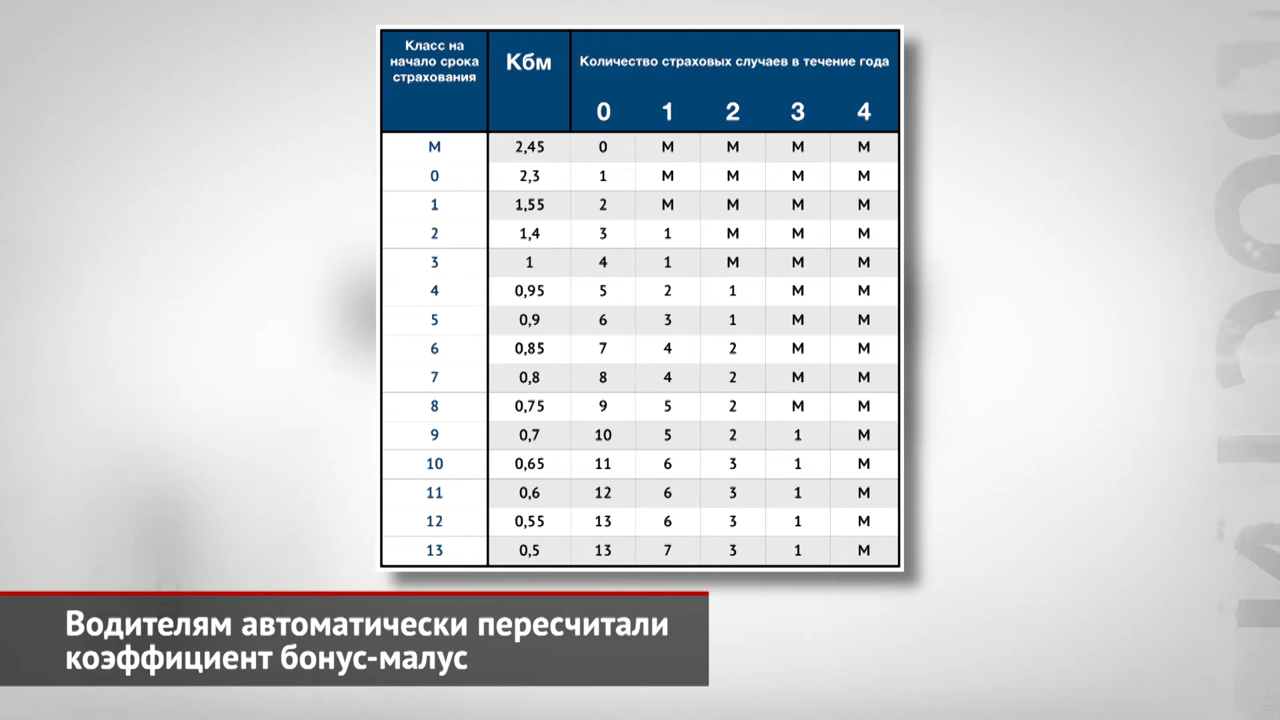 Класс на
начало срока
страхования
Кбм
Количество страховых случаев в течение года
0 1 2 3 4
М 2,45 0 М М М М
0 2,3 1 М М М М
1 1,55 2 М М М М
2 1,4 3 1 М М М
3 1 4 1 М М М
4 0,95 5 2 1 М М
5 0,9 6 3 1 М М
6 0,85 7 4 2 М М
7 0,8 8 4 2 М М
8 0,75 9 5 2 М М
9 0,7 10 5 2 1 М
10 0,65 11 6 3 1 М
11 0,6 12 6 3 1 М
12 0,55 13 6 3 1 М
13 0,5 13 7 3 1 М
Водителям автоматически пересчитали
коэффициент бонус-малус